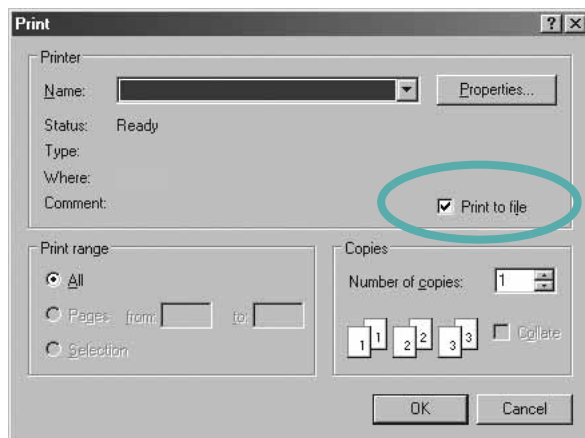 Print
Printer
Name:
Properties...
Status: Ready
Type:
Where:
Comment:
Print to file
Print range
All
Pages from: to:
Selection
Copies
Number of copies: 1
1 1 2 2 3 3
Collate
OK Cancel